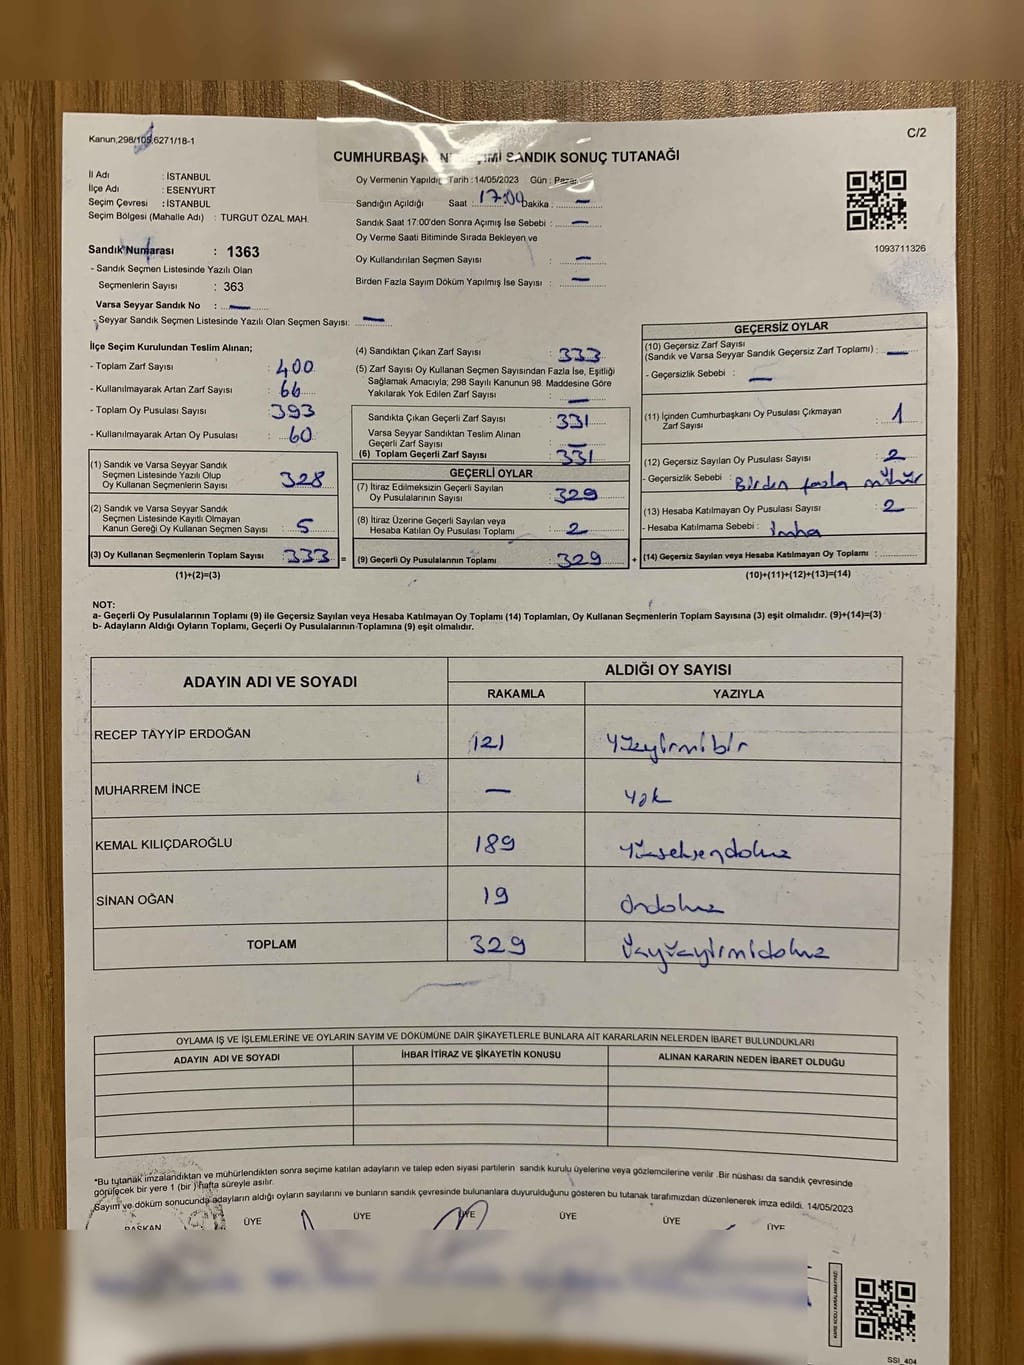 Kanun,298/105,6271/18-1
C/2
CUMHURBAŞK SANDIK SONUÇ TUTANAĞI
İl Adı : İSTANBUL
İlçe Adı : ESENYURT
Seçim Çevresi : İSTANBUL
Seçim Bölgesi (Mahalle Adı) : TURGUT ÖZAL MAH.
Sandık Numarası : 1363
- Sandık Seçmen Listesinde Yazılı Olan
Seçmenlerin Sayısı : 363
Varsa Seyyar Sandık No : —
- Seyyar Sandık Seçmen Listesinde Yazılı Olan Seçmen Sayısı: —
Oy Vermenin Yapıldığı Tarih :14/05/2023 Gün : Pazar
Sandığın Açıldığı Saat : 17:00 Dakika : —
Sandık Saat 17:00'den Sonra Açımış İse Sebebi : —
Oy Verme Saati Bitiminde Sırada Bekleyen ve
Oy Kullandırılan Seçmen Sayısı : —
Birden Fazla Sayım Döküm Yapılmış İse Sayısı : —
1093711326
İlçe Seçim Kurulundan Teslim Alınan;
- Toplam Zarf Sayısı : 400
- Kullanılmayarak Artan Zarf Sayısı : 66
- Toplam Oy Pusulası Sayısı : 393
- Kullanılmayarak Artan Oy Pusulası : 60
(1) Sandık ve Varsa Seyyar Sandık
Seçmen Listesinde Yazılı Olup
Oy Kullanan Seçmenlerin Sayısı : 328
(2) Sandık ve Varsa Seyyar Sandık
Seçmen Listesinde Kayıtlı Olmayan
Kanun Gereği Oy Kullanan Seçmen Sayısı : 5
(3) Oy Kullanan Seçmenlerin Toplam Sayısı : 333 =
(1)+(2)=(3)
(4) Sandıktan Çıkan Zarf Sayısı : 333
(5) Zarf Sayısı Oy Kullanan Seçmen Sayısından Fazla İse, Eşitliği
Sağlamak Amacıyla; 298 Sayılı Kanunun 98. Maddesine Göre
Yakılarak Yok Edilen Zarf Sayısı : —
Sandıkta Çıkan Geçerli Zarf Sayısı : 331
Varsa Seyyar Sandıktan Teslim Alınan
Geçerli Zarf Sayısı : —
(6) Toplam Geçerli Zarf Sayısı : 331
GEÇERLİ OYLAR
(7) İtiraz Edilmeksizin Geçerli Sayılan
Oy Pusulalarının Sayısı : 329
(8) İtiraz Üzerine Geçerli Sayılan veya
Hesaba Katılan Oy Pusulası Toplamı : 2
(9) Geçerli Oy Pusulalarının Toplamı : 329 +
GEÇERSİZ OYLAR
(10) Geçersiz Zarf Sayısı
(Sandık ve Varsa Seyyar Sandık Geçersiz Zarf Toplamı) : —
- Geçersizlik Sebebi : —
(11) İçinden Cumhurbaşkanı Oy Pusulası Çıkmayan
Zarf Sayısı : 1
(12) Geçersiz Sayılan Oy Pusulası Sayısı : 2
- Geçersizlik Sebebi : Birden fazla mühür
(13) Hesaba Katılmayan Oy Pusulası Sayısı : 2
- Hesaba Katılmama Sebebi : İmha
(14) Geçersiz Sayılan veya Hesaba Katılmayan Oy Toplamı :
(10)+(11)+(12)+(13)=(14)
NOT:
a- Geçerli Oy Pusulalarının Toplamı (9) ile Geçersiz Sayılan veya Hesaba Katılmayan Oy Toplamı (14) Toplamları, Oy Kullanan Seçmenlerin Toplam Sayısına (3) eşit olmalıdır. (9)+(14)=(3)
b- Adayların Aldığı Oyların Toplamı, Geçerli Oy Pusulalarının Toplamına (9) eşit olmalıdır.
ADAYIN ADI VE SOYADI
ALDIĞI OY SAYISI
RAKAMLA YAZIYLA
RECEP TAYYİP ERDOĞAN 121 Yüzyirmibir
MUHARREM İNCE — Yok
KEMAL KILIÇDAROĞLU 189 Yüzseksendokuz
SİNAN OĞAN 19 Ondokuz
TOPLAM 329 Üçyüzyirmidokuz
OYLAMA İŞ VE İŞLEMLERİNE VE OYLARIN SAYIM VE DÖKÜMÜNE DAİR ŞİKAYETLERLE BUNLARA AİT KARARLARIN NELERDEN İBARET BULUNDUKLARI
ADAYIN ADI VE SOYADI İHBAR İTİRAZ VE ŞİKAYETİN KONUSU ALINAN KARARIN NEDEN İBARET OLDUĞU
*Bu tutanak imzalandıktan ve mühürlendikten sonra seçime katılan adayların ve talep eden siyasi partilerin sandık kurulu üyelerine veya gözlemcilerine verilir .Bir nüshası da sandık çevresinde
görülecek bir yere 1 (bir ) hafta süreyle asılır.
Sayım ve döküm sonucunda adayların aldığı oyların sayılarını ve bunların sandık çevresinde bulunanlara duyurulduğunu gösteren bu tutanak tarafımızdan düzenlenerek imza edildi. 14/05/2023
BAŞKAN ÜYE ÜYE ÜYE ÜYE ÜYE ÜYE
KARE KODU KARALAMAYINIZ!
SSI_404